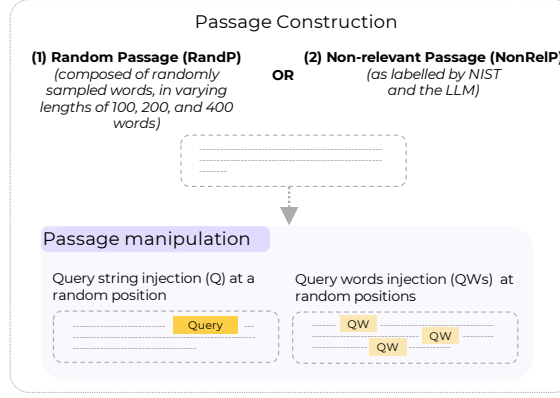 Passage Construction
(1) Random Passage (RandP)
(composed of randomly
sampled words, in varying
lengths of 100, 200, and 400
words)
OR
(2) Non-relevant Passage (NonRelP)
(as labelled by NIST
and the LLM)
Passage manipulation
Query string injection (Q) at a
random position
Query
Query words injection (QWs) at
random positions
QW
QW
QW